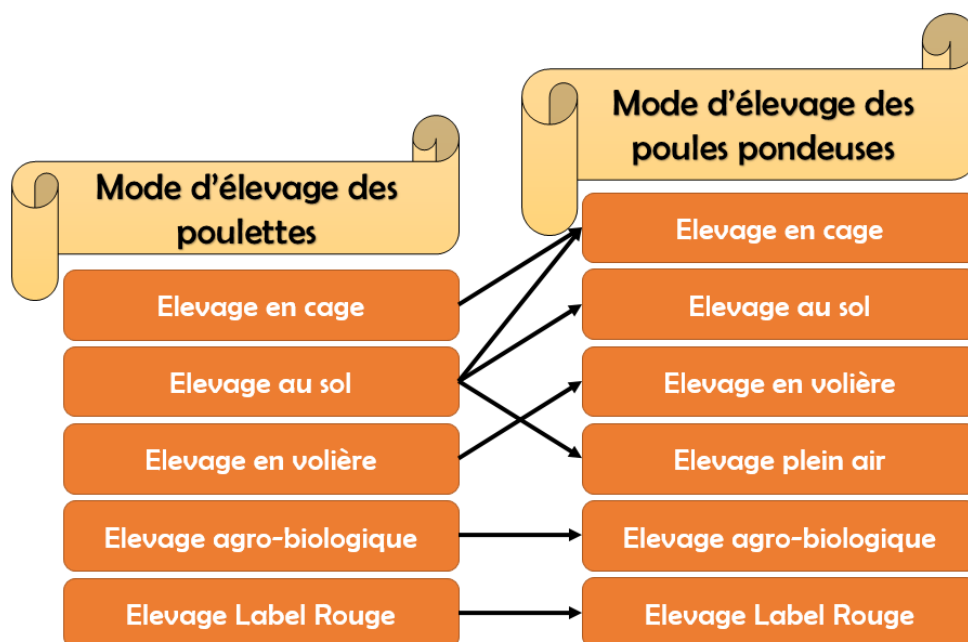 Mode d'élevage des
poulettes
Elevage en cage
Elevage au sol
Elevage en volière
Elevage agro-biologique
Elevage Label Rouge
Mode d'élevage des
poules pondeuses
Elevage en cage
Elevage au sol
Elevage en volière
Elevage plein air
Elevage agro-biologique
Elevage Label Rouge